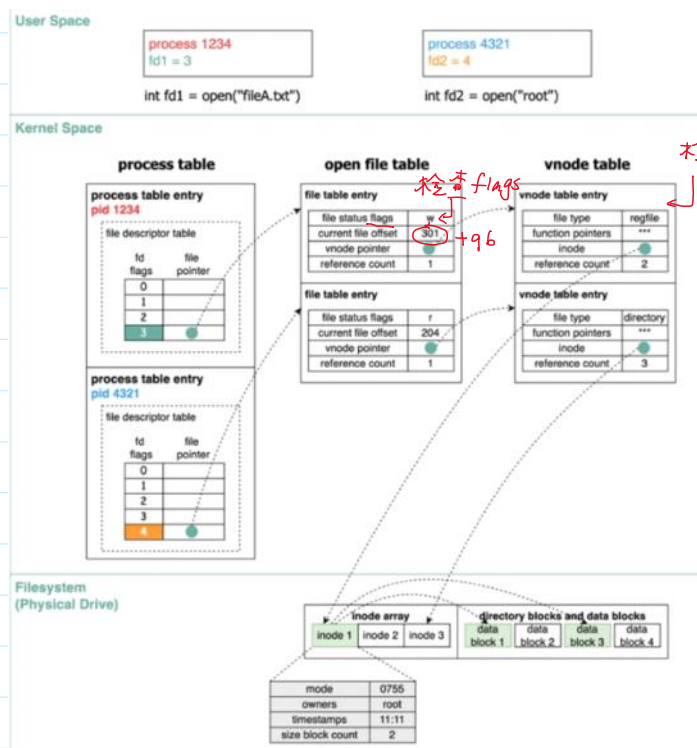 User Space
process 1234
fd1 = 3
process 4321
fd2 = 4
int fd1 = open("fileA.txt")
int fd2 = open("root")
Kernel Space
process table
open file table
vnode table
process table entry
pid 1234
file descriptor table
fd flags
file pointer
0
1
2
3
file table entry
检查flags
file status flags w
current file offset 301 +96
vnode pointer
reference count 1
vnode table entry
file type regfile
function pointers ***
inode
reference count 2
file table entry
file status flags r
current file offset 204
vnode pointer
reference count 1
vnode table entry
file type directory
function pointers ***
inode
reference count 3
process table entry
pid 4321
file descriptor table
fd flags
file pointer
0
1
2
3
4
Filesystem
(Physical Drive)
inode array
directory blocks and data blocks
inode 1 inode 2 inode 3
data block 1
data block 2
data block 3
data block 4
mode 0755
owners root
timestamps 11:11
size block count 2